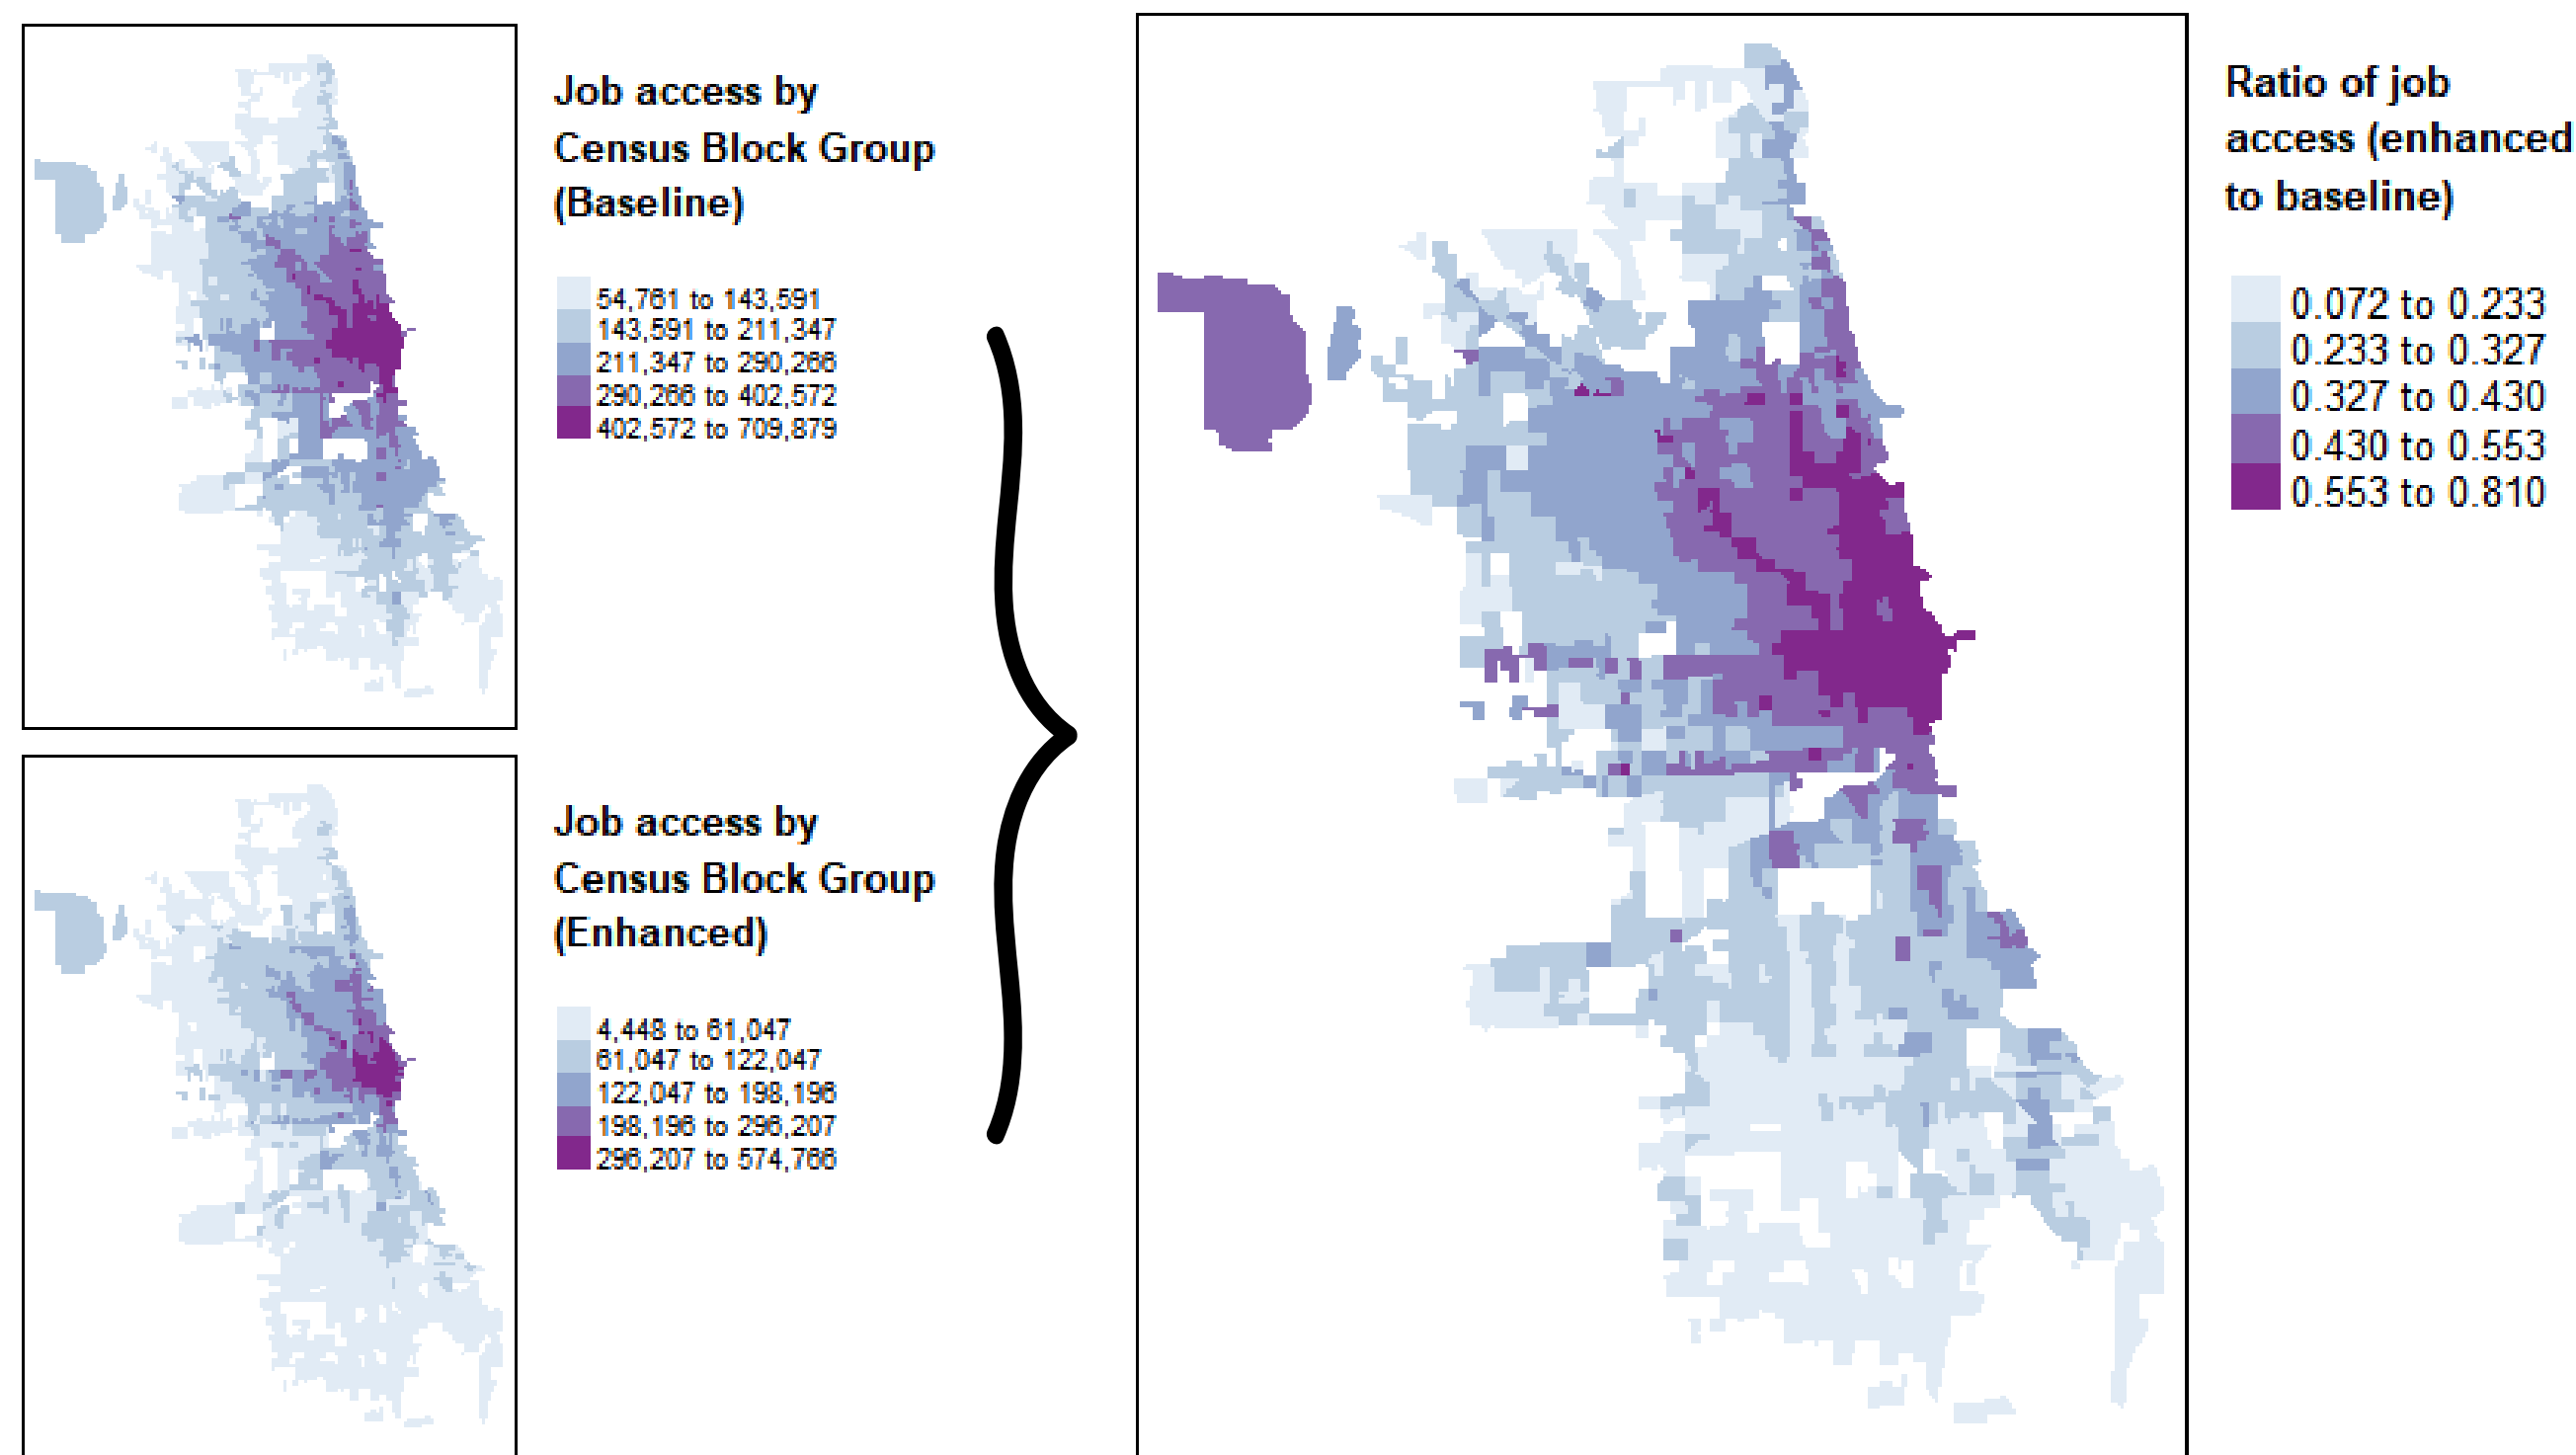 Job access by
Census Block Group
(Baseline)
54,761 to 143,591
143,591 to 211,347
211,347 to 290,266
290,266 to 402,572
402,572 to 709,879
Job access by
Census Block Group
(Enhanced)
4,448 to 61,047
61,047 to 122,047
122,047 to 198,196
198,196 to 296,207
296,207 to 574,766
Ratio of job
access (enhanced
to baseline)
0.072 to 0.233
0.233 to 0.327
0.327 to 0.430
0.430 to 0.553
0.553 to 0.810